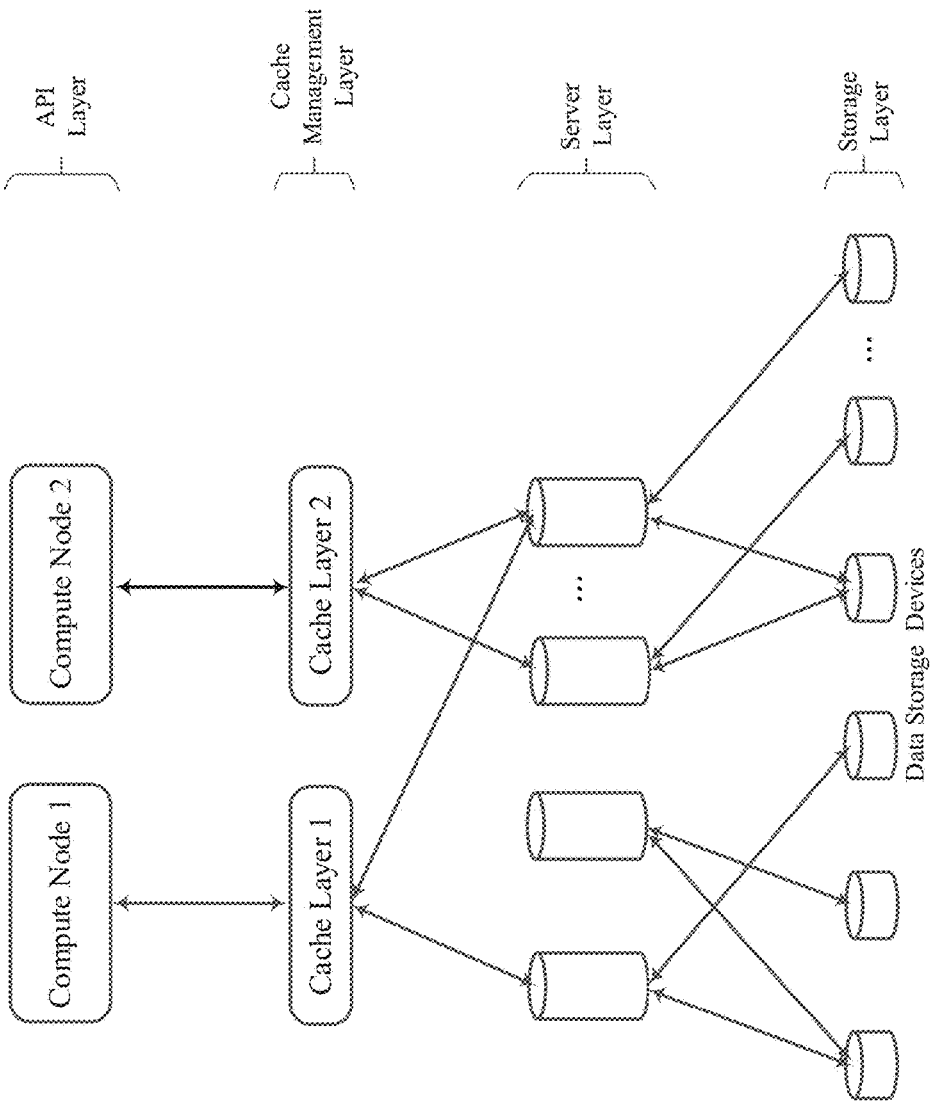 Compute Node 1
Compute Node 2
API
Layer
Cache Layer 1
Cache Layer 2
Cache
Management
Layer
...
Server
Layer
...
Storage
Layer
Data Storage Devices